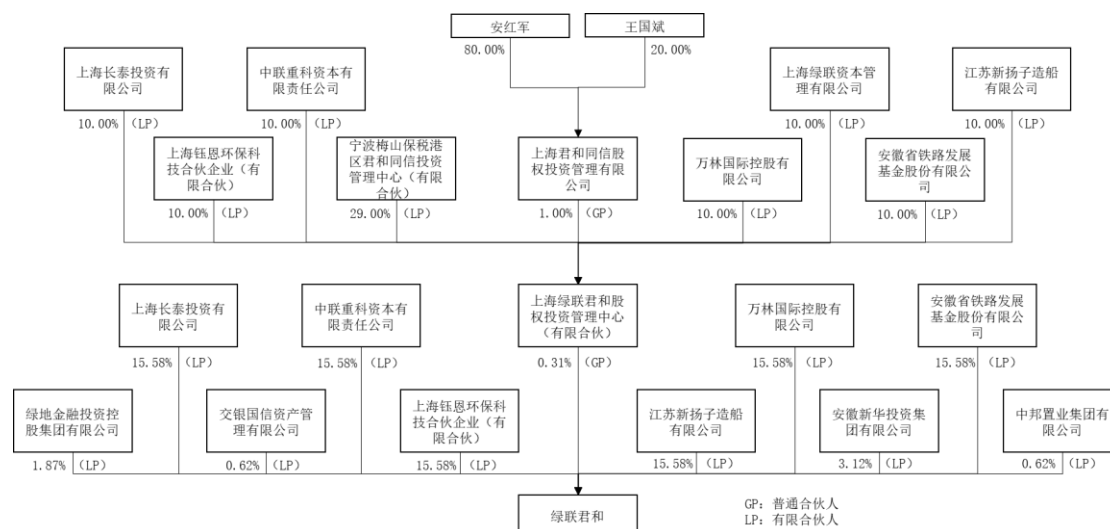 安红军
王国斌
80.00%
20.00%
上海长泰投资有
限公司
中联重科资本有
限责任公司
上海绿联资本管
理有限公司
江苏新扬子造船
有限公司
10.00%（LP）
10.00%（LP）
10.00%（LP）
10.00%（LP）
上海钰恩环保科
技合伙企业（有
限合伙）
宁波梅山保税港
区君和同信投资
管理中心（有限
合伙）
上海君和同信股
权投资管理有限
公司
万林国际控股有
限公司
安徽省铁路发展
基金股份有限公
司
10.00%（LP）
29.00%（LP）
1.00%（GP）
10.00%（LP）
10.00%（LP）
上海长泰投资有
限公司
中联重科资本有
限责任公司
上海绿联君和股
权投资管理中心
（有限合伙）
万林国际控股有
限公司
安徽省铁路发展
基金股份有限公
司
15.58%（LP）
15.58%（LP）
0.31%（GP）
15.58%（LP）
15.58%（LP）
绿地金融投资控
股集团有限公司
交银国信资产管
理有限公司
上海钰恩环保科
技合伙企业（有
限合伙）
江苏新扬子造船
有限公司
安徽新华投资集
团有限公司
中邦置业集团有
限公司
1.87%（LP）
0.62%（LP）
15.58%（LP）
15.58%（LP）
3.12%（LP）
0.62%（LP）
绿联君和
GP：普通合伙人
LP：有限合伙人